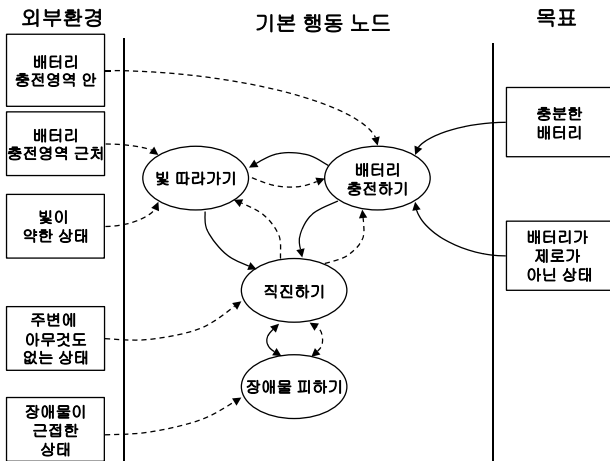 외부환경
기본 행동 노드
목표
배터리
충전영역 안
배터리
충전영역 근처
빛이
약한 상태
주변에
아무것도
없는 상태
장애물이
근접한
상태
빛 따라가기
배터리
충전하기
직진하기
장애물 피하기
충분한
배터리
배터리가
제로가
아닌 상태